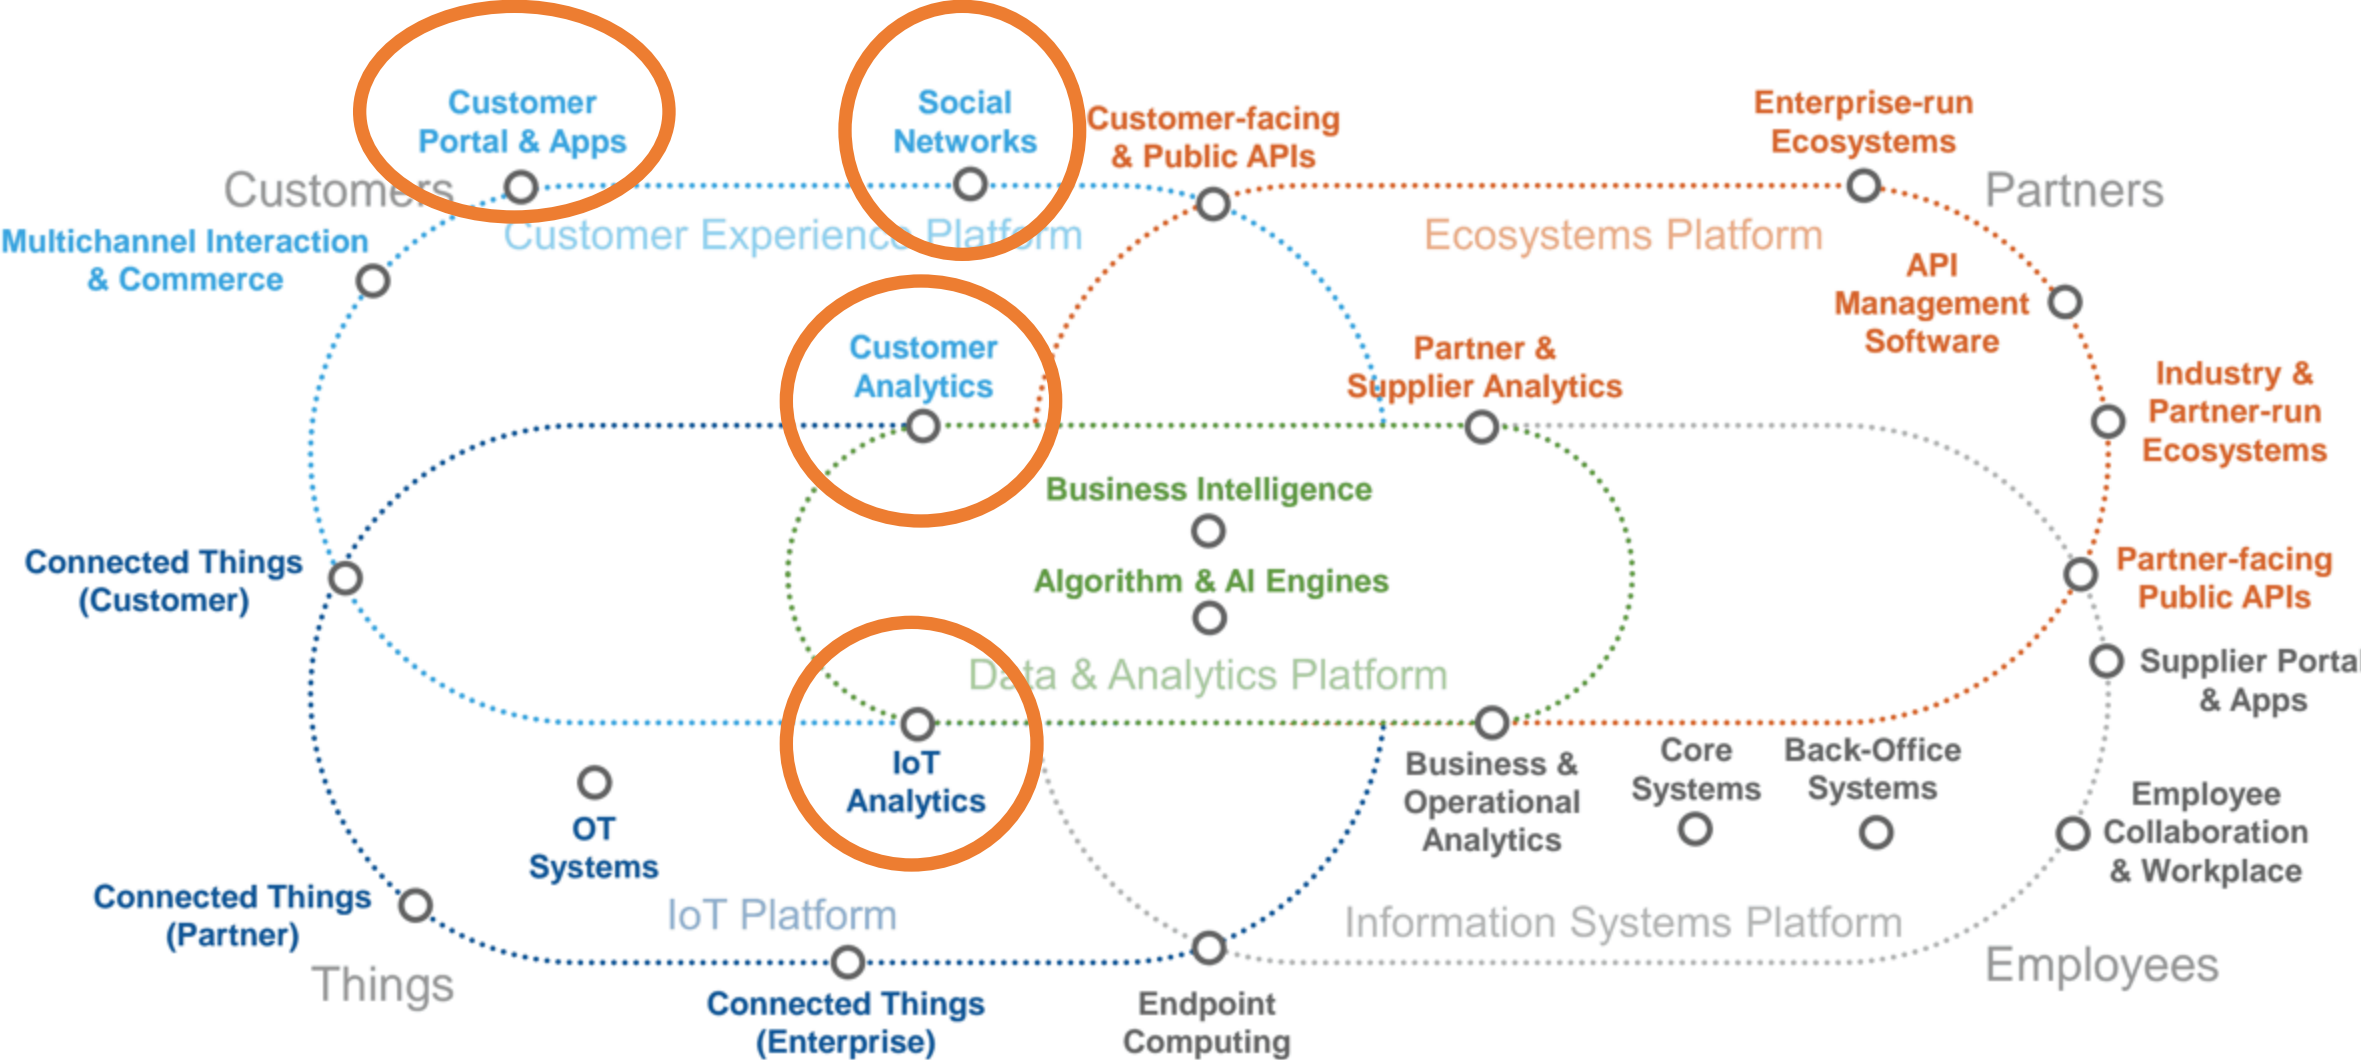 Customer
Portal & Apps
Social
Networks
Customer-facing
& Public APIs
Enterprise-run
Ecosystems
Customers
Partners
Multichannel Interaction
& Commerce
Customer Experience Platform
Ecosystems Platform
API
Management
Software
Customer
Analytics
Partner &
Supplier Analytics
Industry &
Partner-run
Ecosystems
Business Intelligence
Connected Things
(Customer)
Algorithm & AI Engines
Partner-facing
Public APIs
Data & Analytics Platform
Supplier Portal
& Apps
IoT
Analytics
Business &
Operational
Analytics
Core
Systems
Back-Office
Systems
OT
Systems
Employee
Collaboration
& Workplace
Connected Things
(Partner)
IoT Platform
Information Systems Platform
Things
Employees
Connected Things
(Enterprise)
Endpoint
Computing